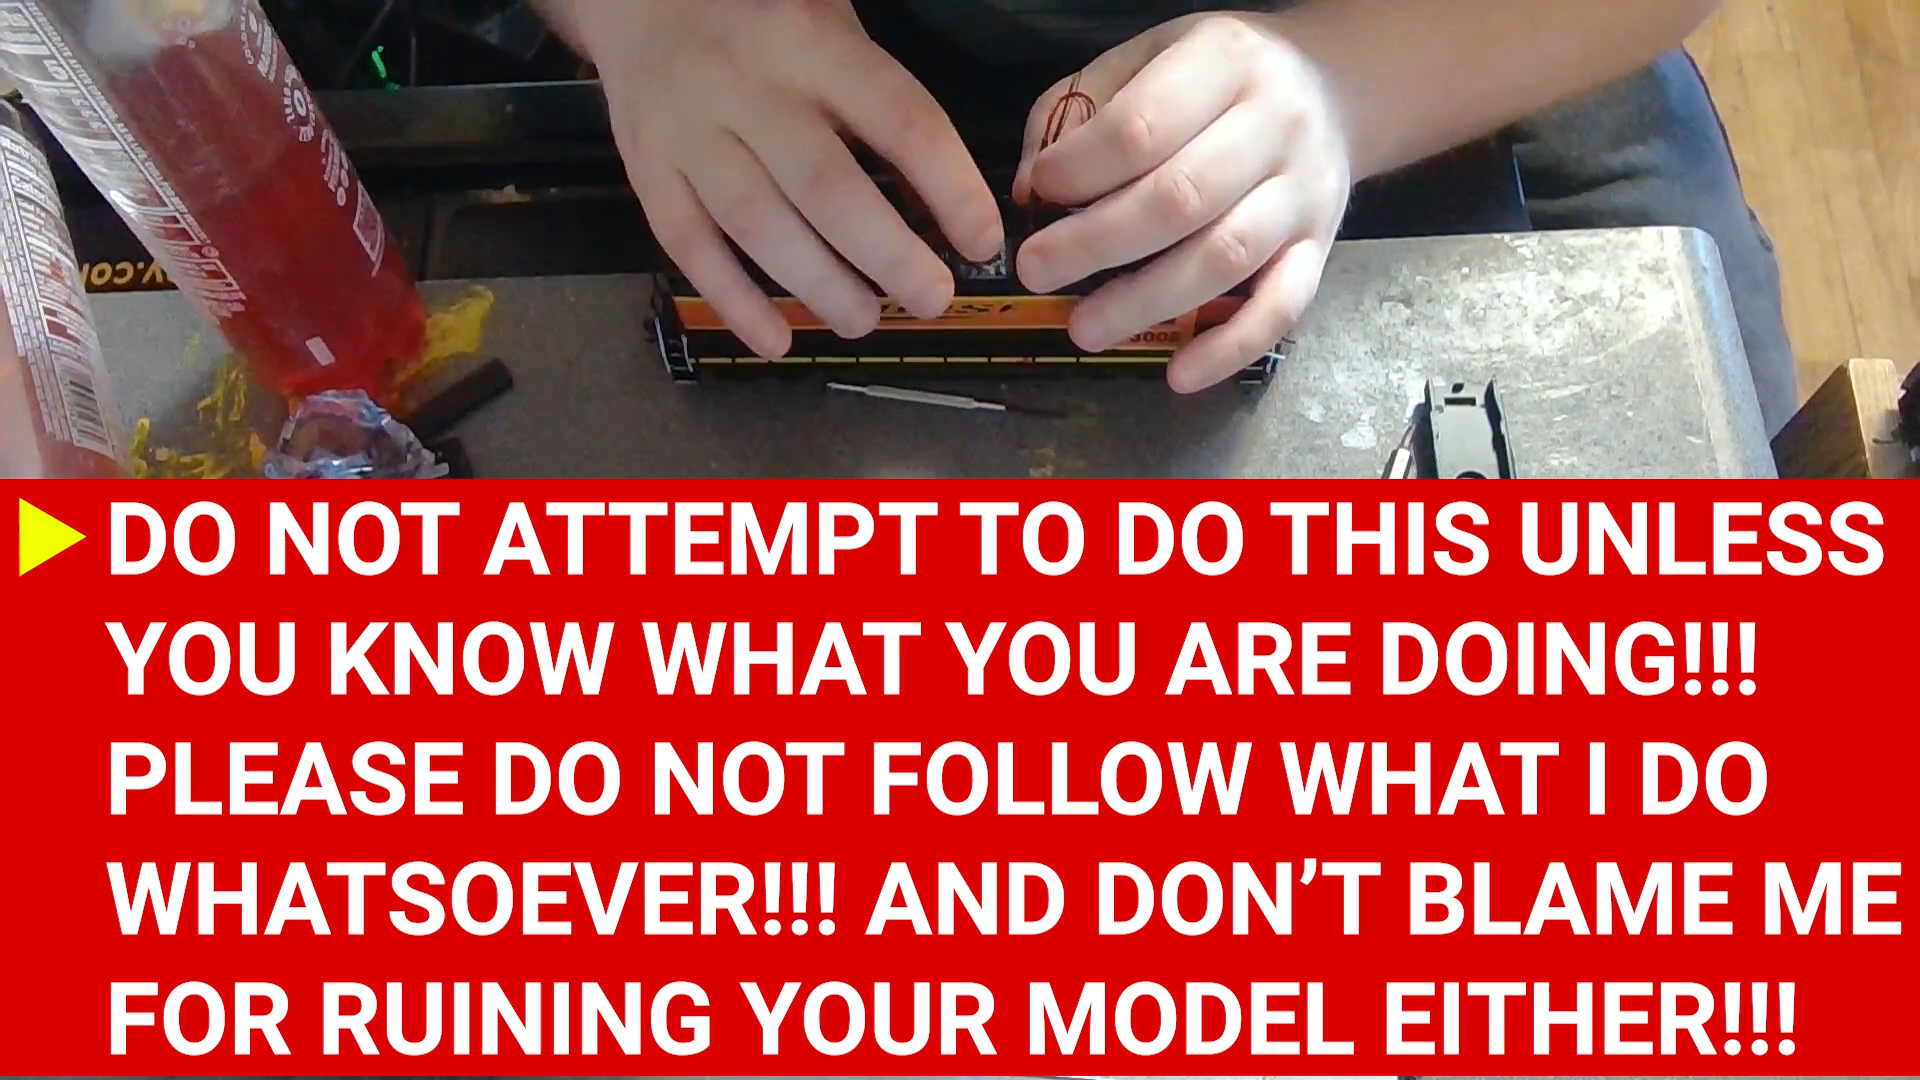 DO NOT ATTEMPT TO DO THIS UNLESS
YOU KNOW WHAT YOU ARE DOING!!!
PLEASE DO NOT FOLLOW WHAT I DO
WHATSOEVER!!! AND DON’T BLAME ME
FOR RUINING YOUR MODEL EITHER!!!